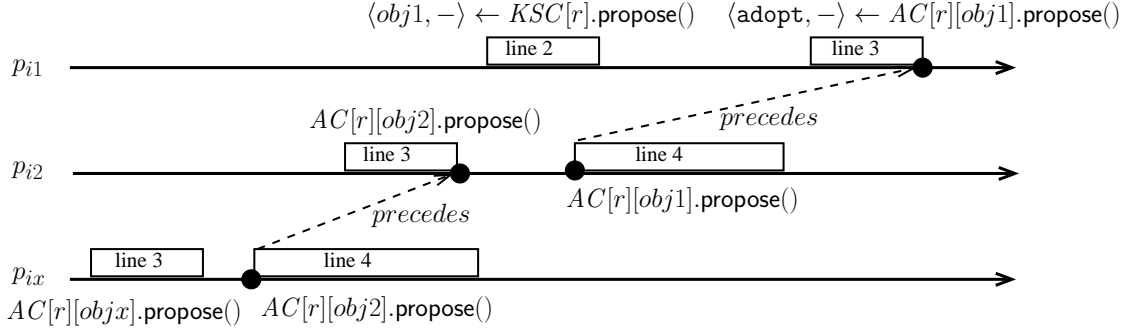 ⟨obj1, −⟩ ← KSC[r].propose() ⟨adopt, −⟩ ← AC[r][obj1].propose()
line 2 line 3
p_{i1}
precedes
AC[r][obj2].propose()
line 3 line 4
p_{i2}
AC[r][obj1].propose()
precedes
line 3 line 4
p_{ix}
AC[r][objx].propose() AC[r][obj2].propose()